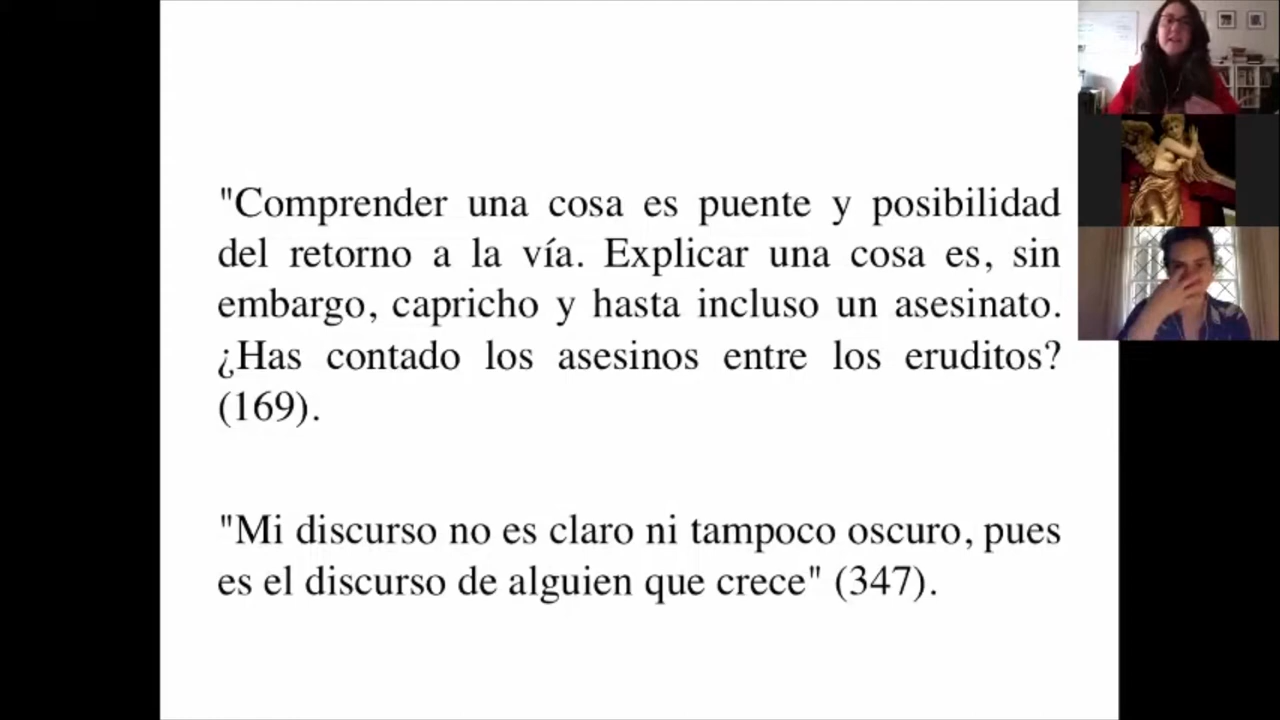 "Comprender una cosa es puente y posibilidad
del retorno a la vía. Explicar una cosa es, sin
embargo, capricho y hasta incluso un asesinato.
¿Has contado los asesinos entre los eruditos?
(169).
"Mi discurso no es claro ni tampoco oscuro, pues
es el discurso de alguien que crece" (347).